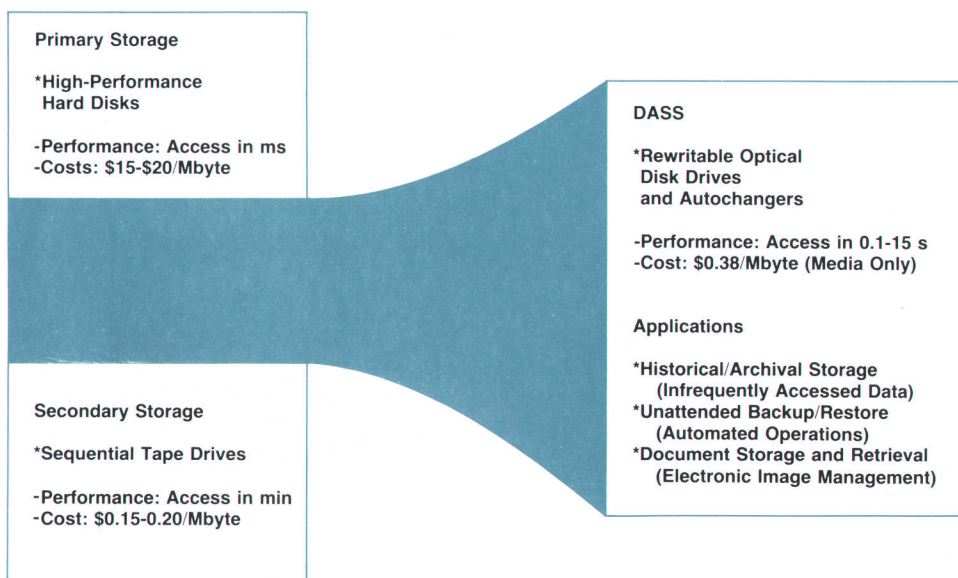 Primary Storage
*High-Performance
Hard Disks
-Performance: Access in ms
-Costs: $15-$20/Mbyte
Secondary Storage
*Sequential Tape Drives
-Performance: Access in min
-Cost: $0.15-0.20/Mbyte
DASS
*Rewritable Optical
Disk Drives
and Autochangers
-Performance: Access in 0.1-15 s
-Cost: $0.38/Mbyte (Media Only)
Applications
*Historical/Archival Storage
(Infrequently Accessed Data)
*Unattended Backup/Restore
(Automated Operations)
*Document Storage and Retrieval
(Electronic Image Management)